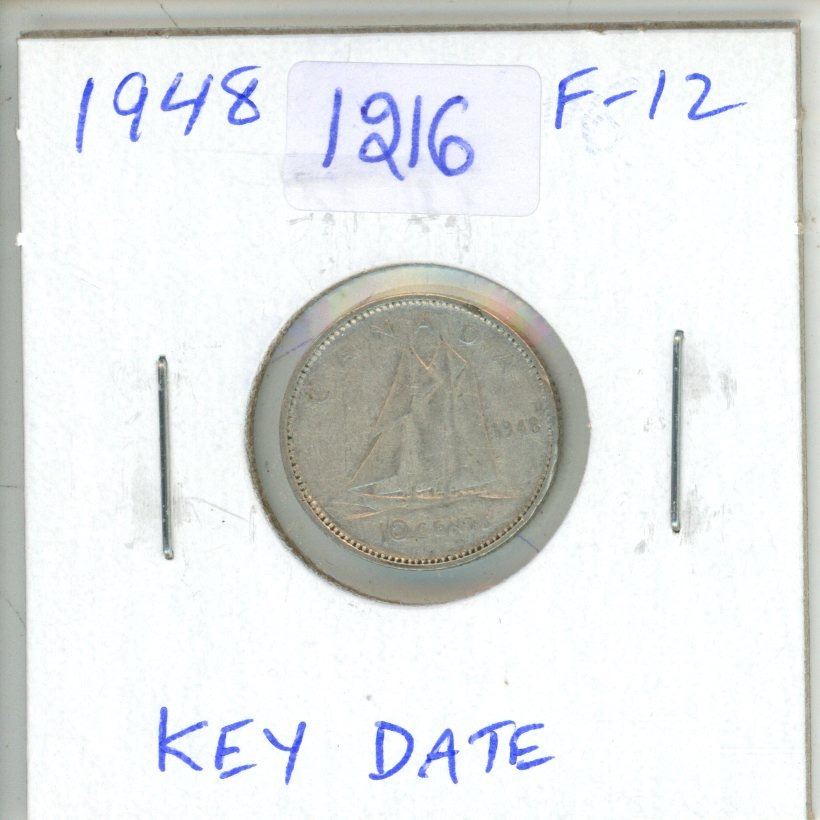 1948 1216 F-12
CANADA
1948
10 CENTS
KEY DATE